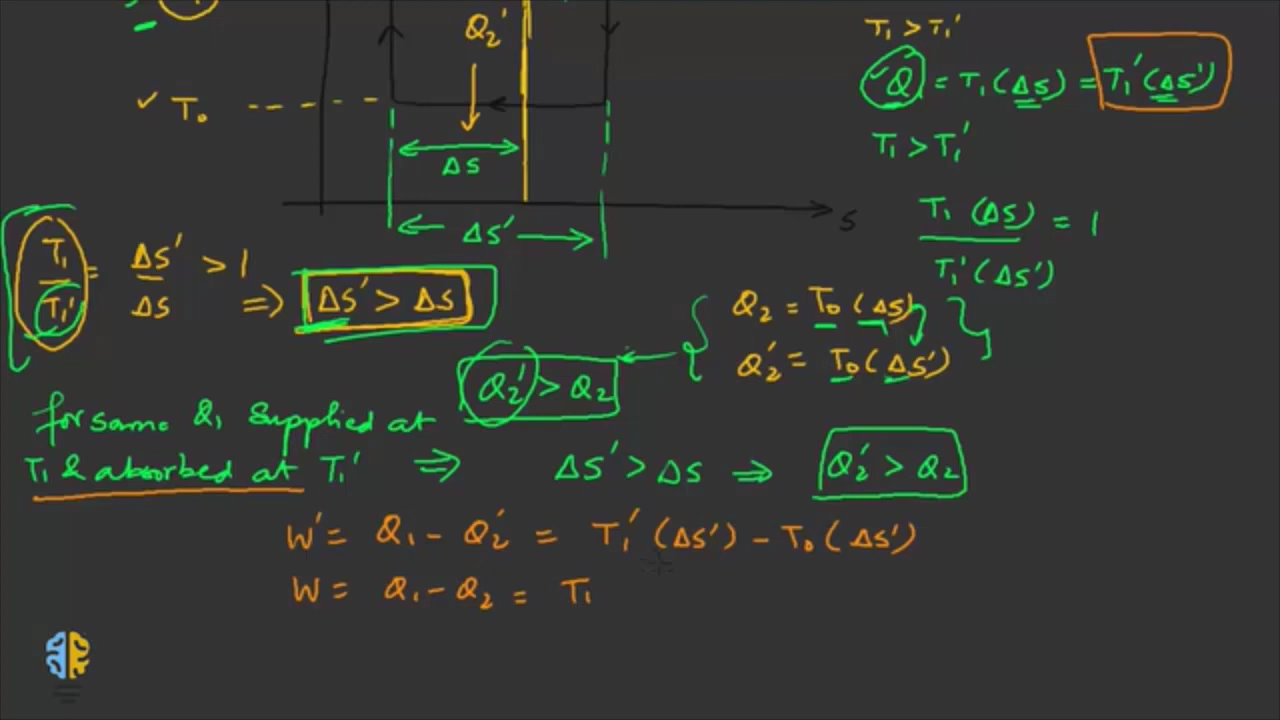 Q₂'
T₀
ΔS
ΔS'
S
T₁ > T₁'
Q = T₁(ΔS) = T₁'(ΔS')
T₁ > T₁'
T₁ (ΔS) / T₁'(ΔS') = 1
T₁/T₁' = ΔS'/ΔS > 1
⇒ ΔS' > ΔS
Q₂ = T₀ (ΔS)
Q₂' = T₀ (ΔS')
Q₂' > Q₂
for same Q₁ supplied at
T₁ & absorbed at T₁' ⇒ ΔS' > ΔS ⇒ Q₂' > Q₂
W' = Q₁ - Q₂' = T₁' (ΔS') - T₀ (ΔS')
W = Q₁ - Q₂ = T₁